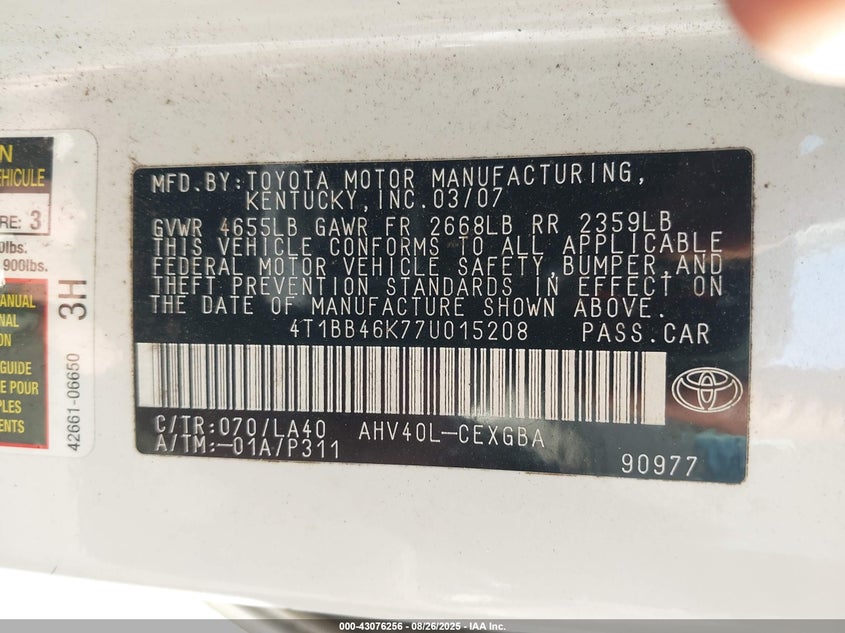 N
EHICULE
RE: 3
0lbs.
900lbs.
ANUAL
NAL
ON
GUIDE
E POUR
PLES
EMENTS
3H
42661-06650
MFD.BY:TOYOTA MOTOR MANUFACTURING,
KENTUCKY,INC.03/07
GVWR 4655LB GAWR FR 2668LB RR 2359LB
THIS VEHICLE CONFORMS TO ALL APPLICABLE
FEDERAL MOTOR VEHICLE SAFETY,BUMPER,AND
THEFT PREVENTION STANDARDS IN EFFECT ON
THE DATE OF MANUFACTURE SHOWN ABOVE.
4T1BB46K77U015208 PASS.CAR
C/TR:070/LA40 AHV40L-CEXGBA
A/TM:-01A/P311
90977
000-43076256 - 08/26/2025 - IAA Inc.